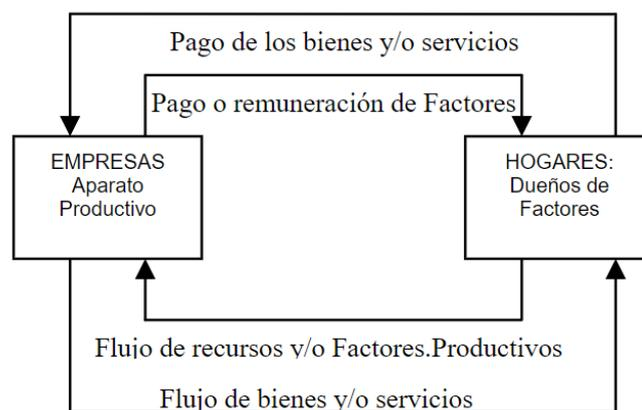 Pago de los bienes y/o servicios
Pago o remuneración de Factores
EMPRESAS
Aparato
Productivo
HOGARES:
Dueños de
Factores
Flujo de recursos y/o Factores.Productivos
Flujo de bienes y/o servicios